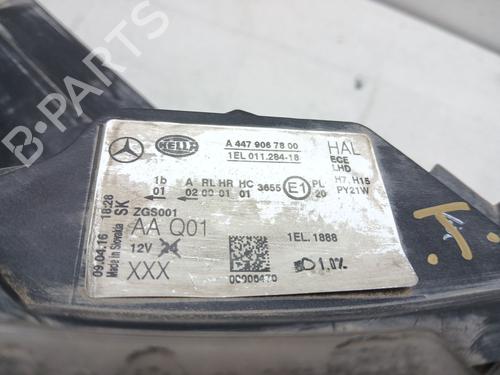 HELLA
A 447 906 78 00
1EL 011.284-18
HAL
ECE
LHD
H7, H15
PY21W
1b A RL HR HC 3655 E1 PL
01 02 00 01 01 20
ZGS001
AA Q01
12V
XXX
1EL.1888
1,0%
09.04.16 18:28
Made in Slovakia SK
B-PARTS